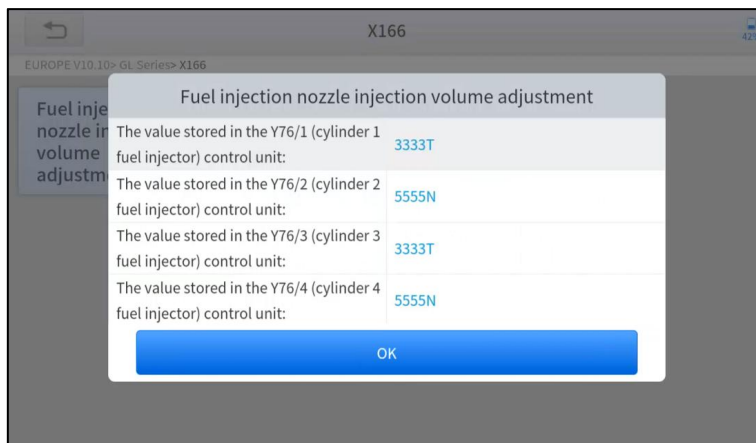 X166
42%
EUROPE V10.10> GL Series> X166
Fuel inje
nozzle in
volume
adjustm
Fuel injection nozzle injection volume adjustment
The value stored in the Y76/1 (cylinder 1
fuel injector) control unit:
3333T
The value stored in the Y76/2 (cylinder 2
fuel injector) control unit:
5555N
The value stored in the Y76/3 (cylinder 3
fuel injector) control unit:
3333T
The value stored in the Y76/4 (cylinder 4
fuel injector) control unit:
5555N
OK